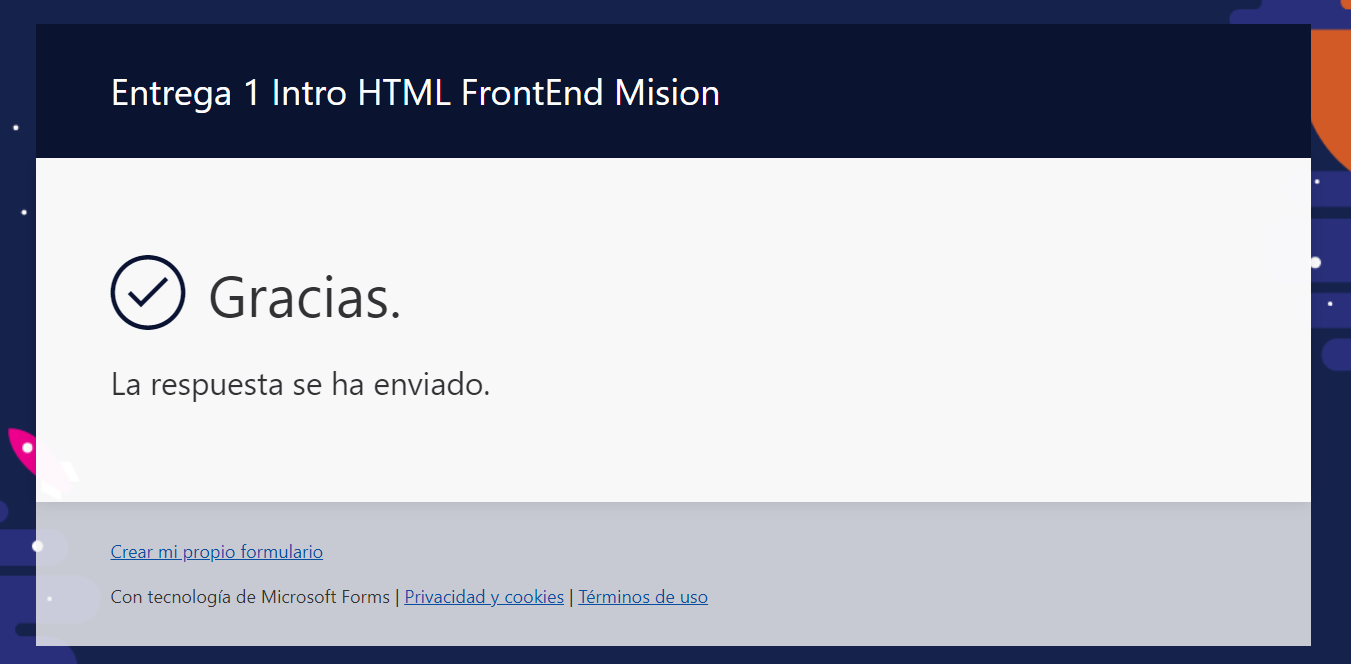 Entrega 1 Intro HTML FrontEnd Mision
Gracias.
La respuesta se ha enviado.
Crear mi propio formulario
Con tecnología de Microsoft Forms | Privacidad y cookies | Términos de uso